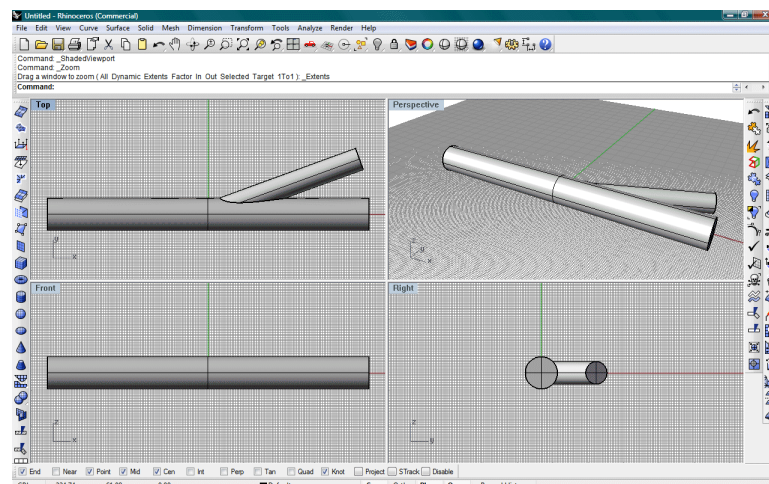 Untitled - Rhinoceros (Commercial)
File Edit View Curve Surface Solid Mesh Dimension Transform Tools Analyze Render Help
Command: _ShadedViewport
Command: _Zoom
Drag a window to zoom ( All Dynamic Extents Factor In Out Selected Target 1To1 ): _Extents
Command:
Top
Perspective
y
x
z
y
x
Front
Right
z
x
z
y
End Near Point Mid Cen Int Perp Tan Quad Knot Project STrack Disable